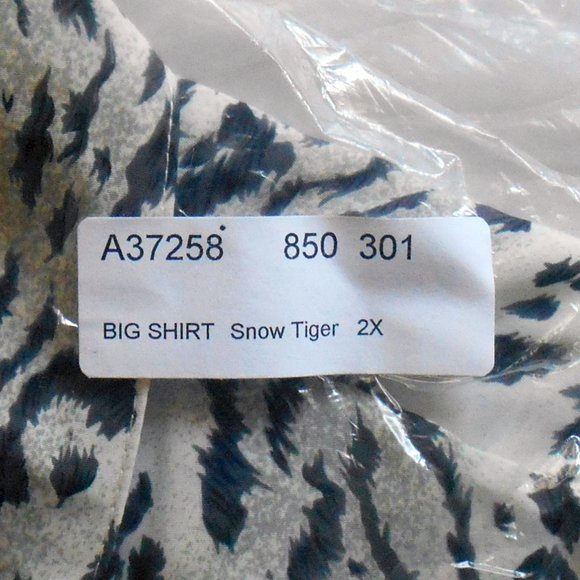 A37258 850 301
BIG SHIRT Snow Tiger 2X